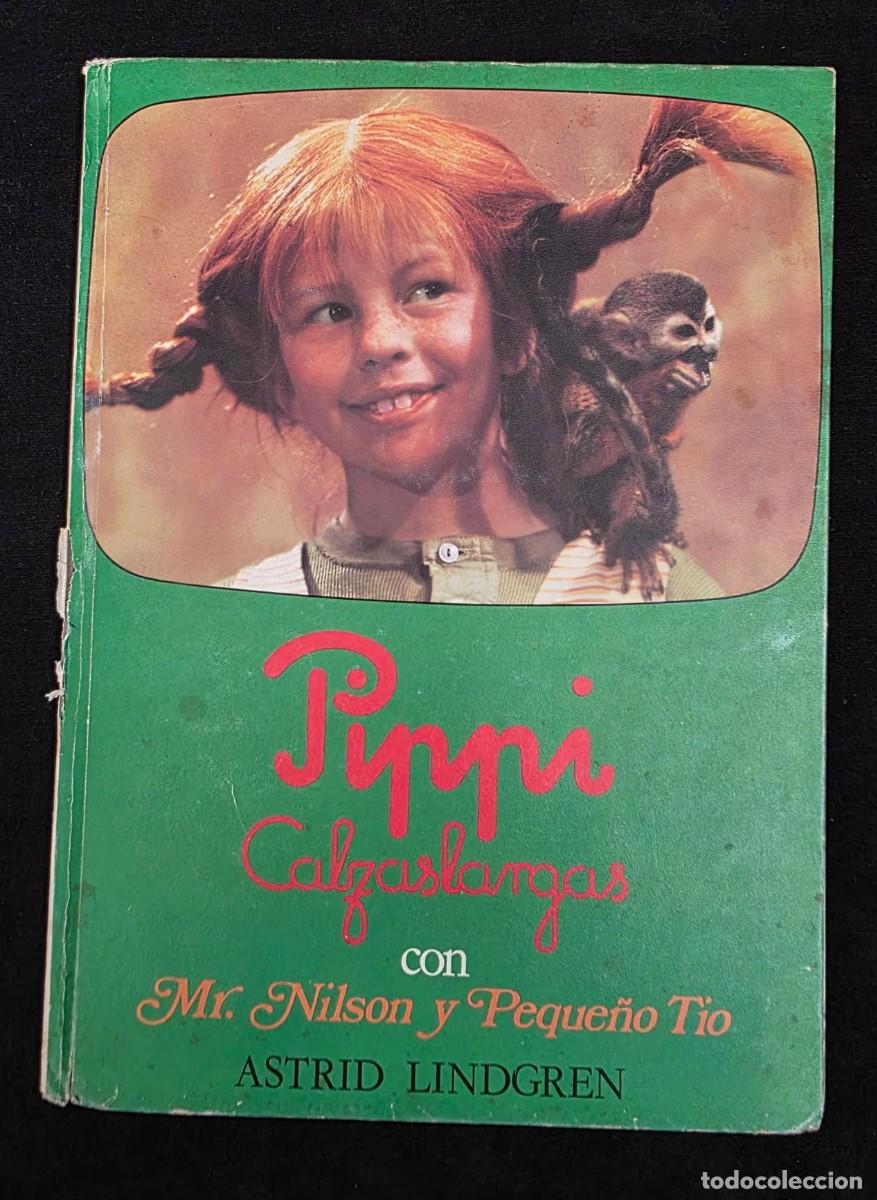 Pippi
Calzaslargas
con
Mr. Nilson y Pequeño Tio
ASTRID LINDGREN
todocoleccion